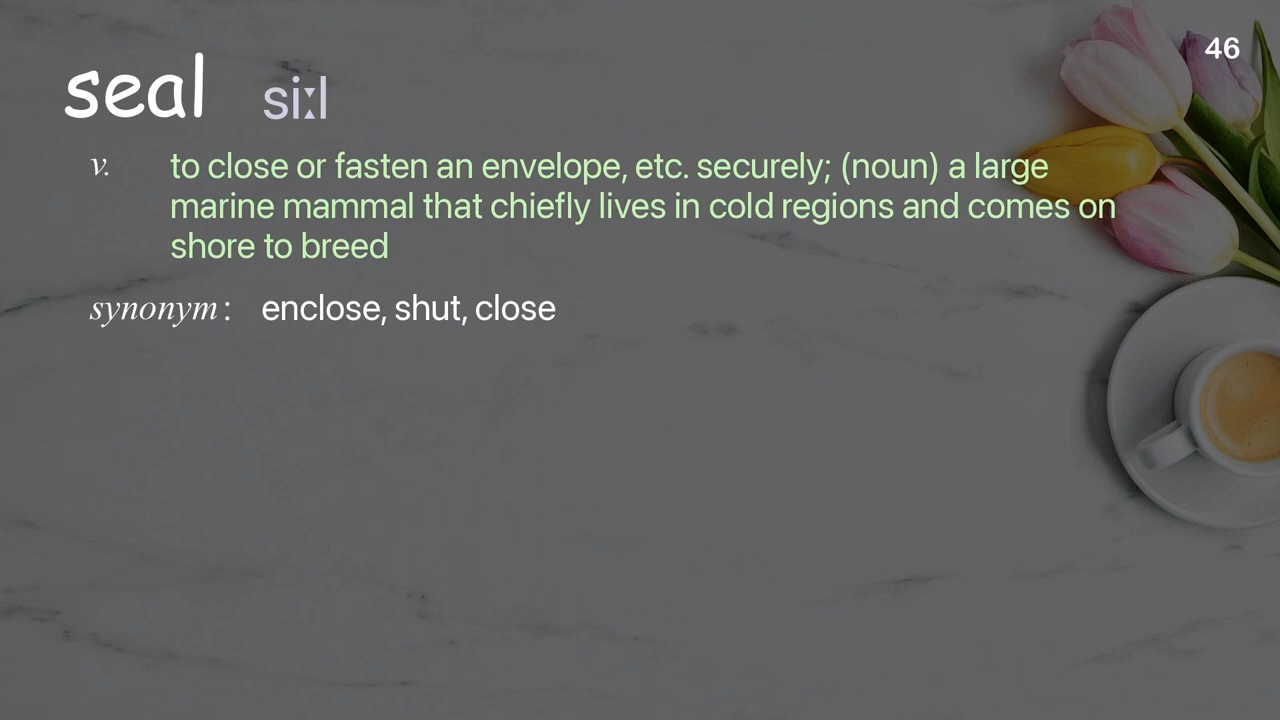 46
seal siːl
v. to close or fasten an envelope, etc. securely; (noun) a large
marine mammal that chiefly lives in cold regions and comes on
shore to breed
synonym: enclose, shut, close